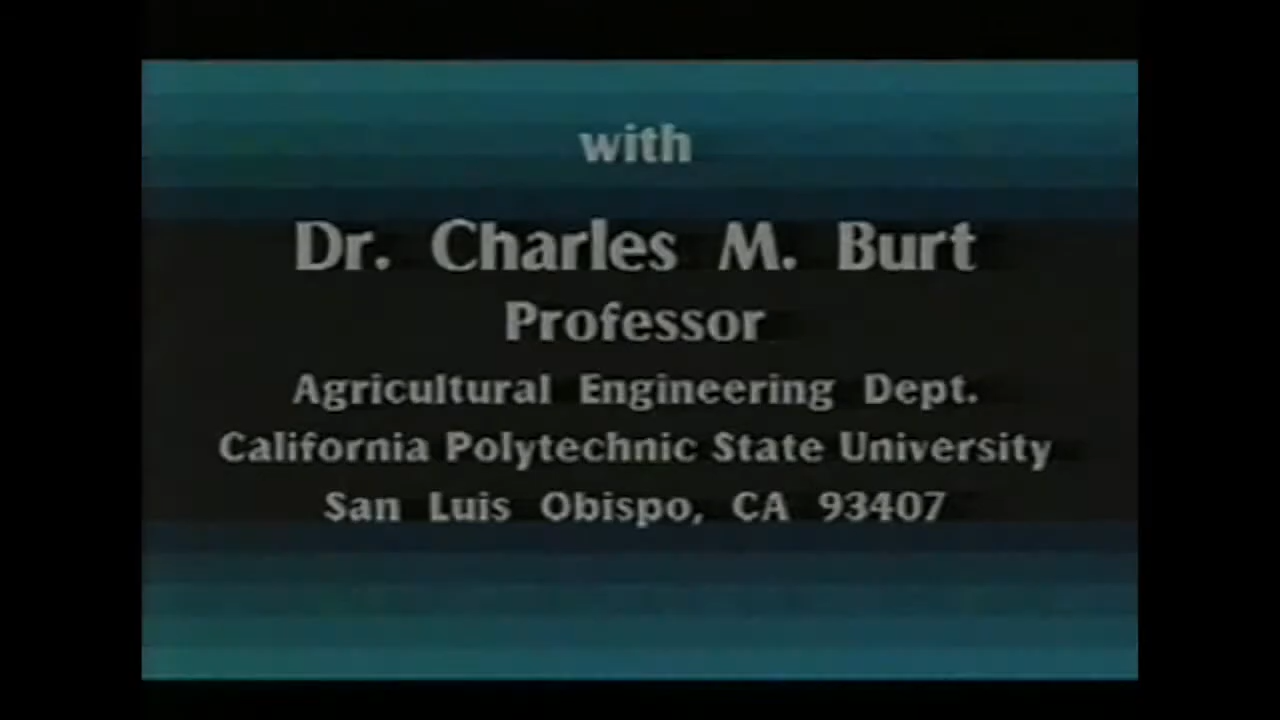 with
Dr. Charles M. Burt
Professor
Agricultural Engineering Dept.
California Polytechnic State University
San Luis Obispo, CA 93407